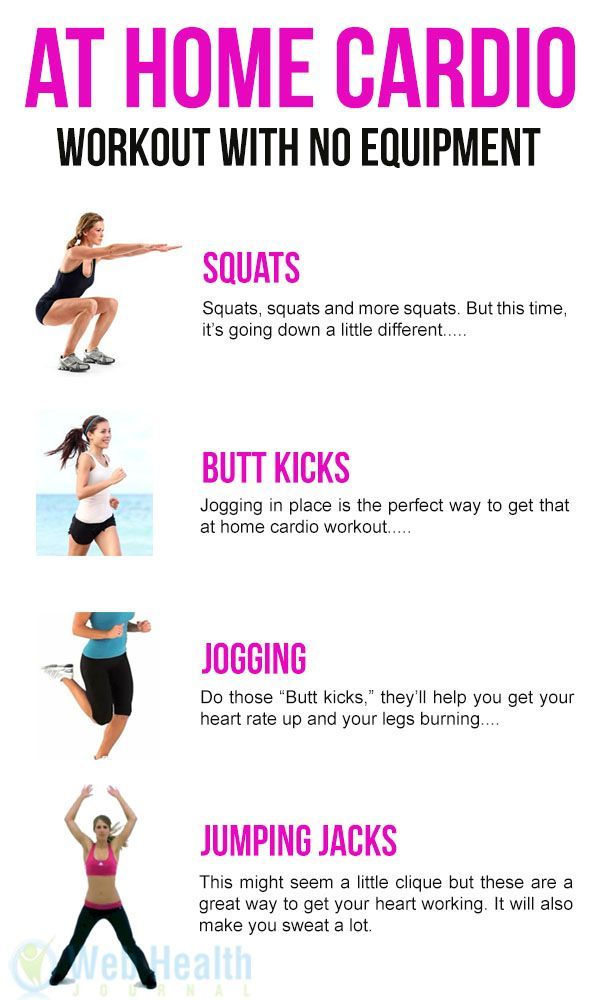 AT HOME CARDIO
WORKOUT WITH NO EQUIPMENT
SQUATS
Squats, squats and more squats. But this time,
it's going down a little different.....
BUTT KICKS
Jogging in place is the perfect way to get that
at home cardio workout.....
JOGGING
Do those “Butt kicks,” they'll help you get your
heart rate up and your legs burning....
JUMPING JACKS
This might seem a little clique but these are a
great way to get your heart working. It will also
make you sweat a lot.
Web Health
JOURNAL